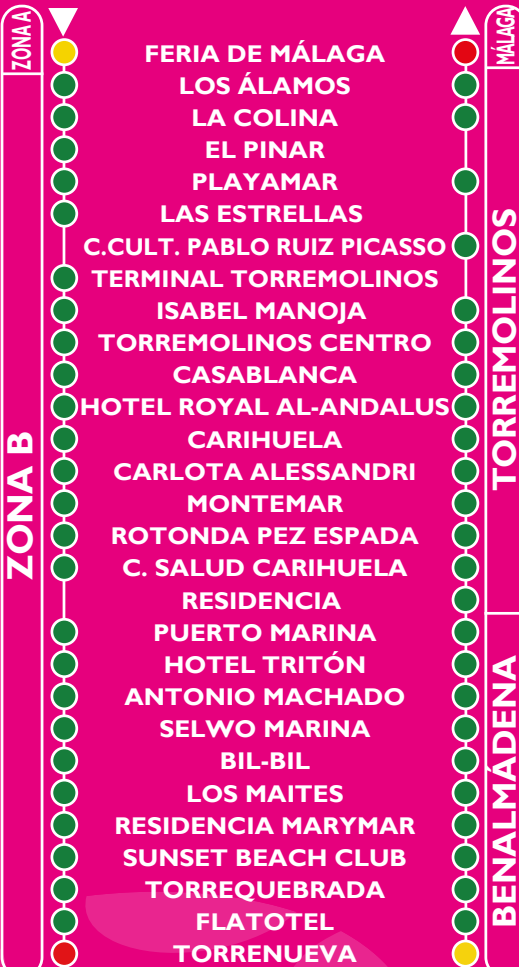 ZONA A
MÁLAGA
FERIA DE MÁLAGA
LOS ÁLAMOS
LA COLINA
EL PINAR
PLAYAMAR
LAS ESTRELLAS
C.CULT. PABLO RUIZ PICASSO
TERMINAL TORREMOLINOS
ISABEL MANOJA
TORREMOLINOS CENTRO
CASABLANCA
HOTEL ROYAL AL-ANDALUS
CARIHUELA
CARLOTA ALESSANDRI
MONTEMAR
ROTONDA PEZ ESPADA
C. SALUD CARIHUELA
RESIDENCIA
PUERTO MARINA
HOTEL TRITÓN
ANTONIO MACHADO
SELWO MARINA
BIL-BIL
LOS MAITES
RESIDENCIA MARYMAR
SUNSET BEACH CLUB
TORREQUEBRADA
FLATOTEL
TORRENUEVA
ZONA B
TORREMOLINOS
BENALMÁDENA